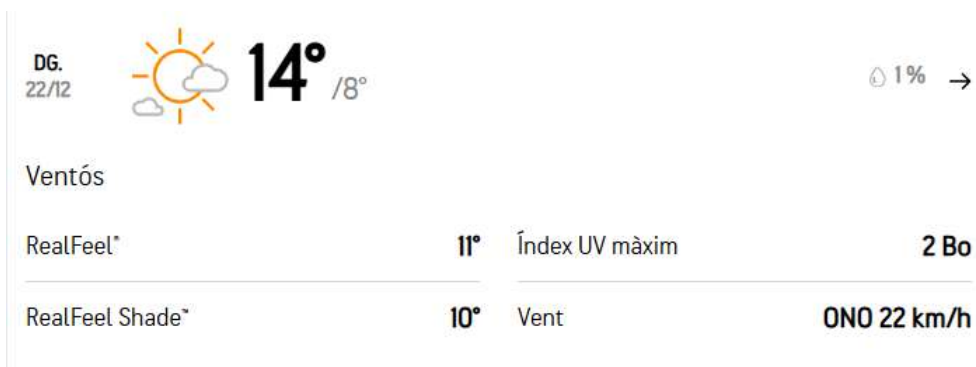 DG.
22/12
14° /8°
1%
Ventós
RealFeel® 11°
Índex UV màxim 2 Bo
RealFeel Shade™ 10°
Vent ONO 22 km/h